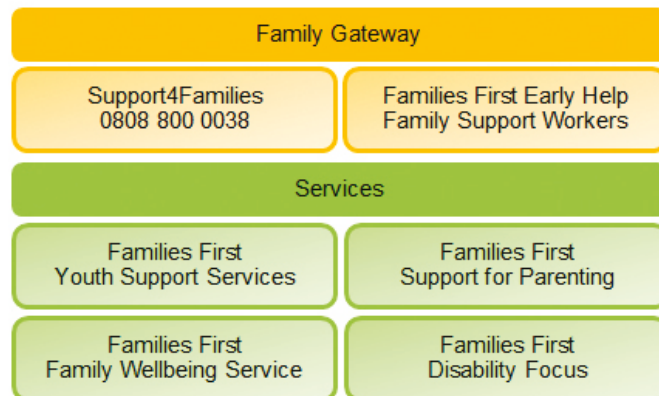 Family Gateway
Support4Families
0808 800 0038
Families First Early Help
Family Support Workers
Services
Families First
Youth Support Services
Families First
Support for Parenting
Families First
Family Wellbeing Service
Families First
Disability Focus